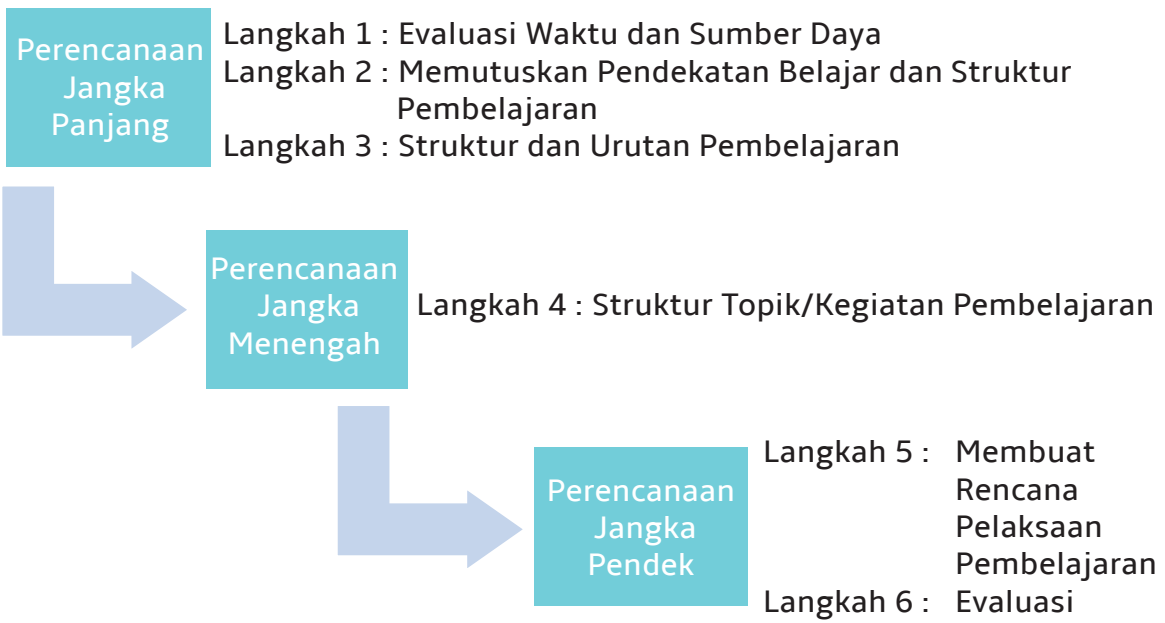 Perencanaan
Jangka
Panjang
Langkah 1 : Evaluasi Waktu dan Sumber Daya
Langkah 2 : Memutuskan Pendekatan Belajar dan Struktur
Pembelajaran
Langkah 3 : Struktur dan Urutan Pembelajaran
Perencanaan
Jangka
Menengah
Langkah 4 : Struktur Topik/Kegiatan Pembelajaran
Perencanaan
Jangka
Pendek
Langkah 5 : Membuat
Rencana
Pelaksaan
Pembelajaran
Langkah 6 : Evaluasi